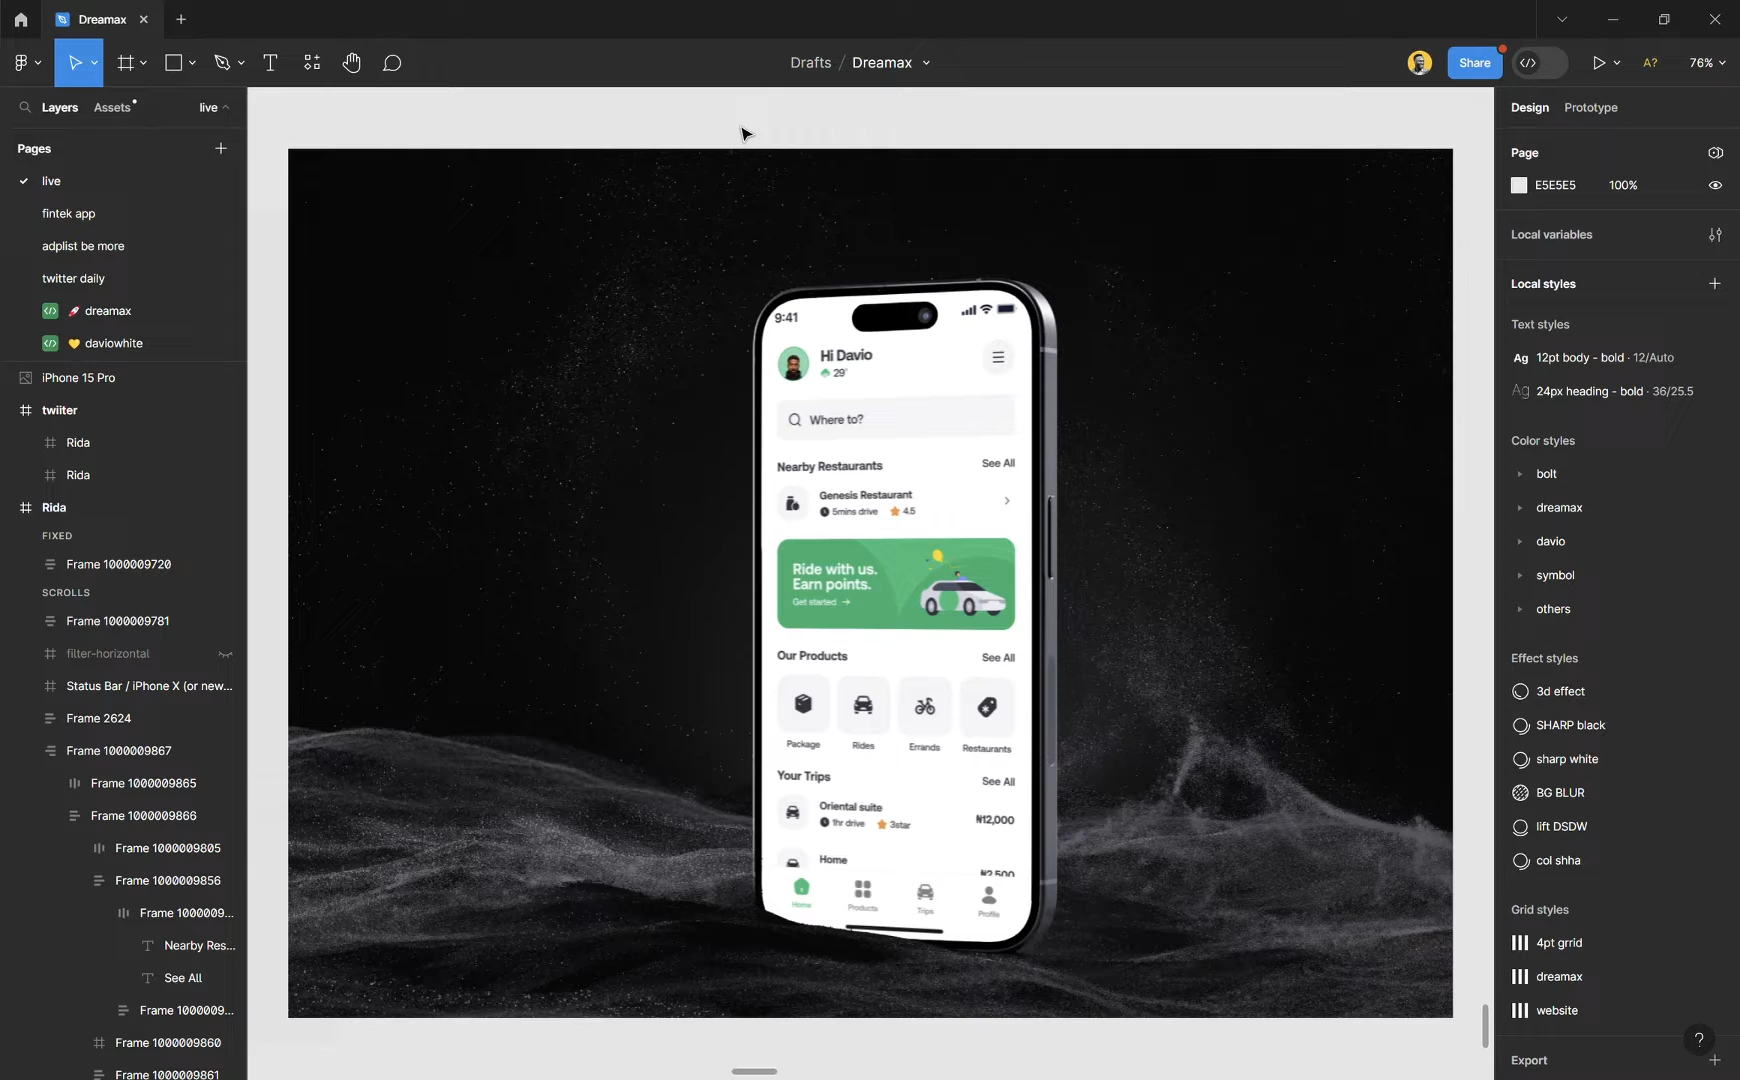 Dreamax
Drafts / Dreamax
Share
A?
76%
Layers
Assets
live
Pages
live
fintek app
adplist be more
twitter daily
🚀 dreamax
💛 daviowhite
iPhone 15 Pro
twiiter
Rida
Rida
Rida
FIXED
Frame 1000009720
SCROLLS
Frame 1000009781
filter-horizontal
Status Bar / iPhone X (or new...
Frame 2624
Frame 1000009867
Frame 1000009865
Frame 1000009866
Frame 1000009805
Frame 1000009856
Frame 1000009...
Nearby Res...
See All
Frame 1000009...
Frame 1000009860
Frame 1000009861
9:41
Hi Davio
29°
Where to?
Nearby Restaurants See All
Genesis Restaurant
5mins drive 4.5
Ride with us.
Earn points.
Get started →
Our Products See All
Package Rides Errands Restaurants
Your Trips See All
Oriental suite
1hr drive 3star
₦12,000
Home
₦2,500
Home Products Trips Profile
Design Prototype
Page
E5E5E5 100%
Local variables
Local styles
Text styles
Ag 12pt body - bold · 12/Auto
Ag 24px heading - bold · 36/25.5
Color styles
bolt
dreamax
davio
symbol
others
Effect styles
3d effect
SHARP black
sharp white
BG BLUR
lift DSDW
col shha
Grid styles
4pt grrid
dreamax
website
Export
?